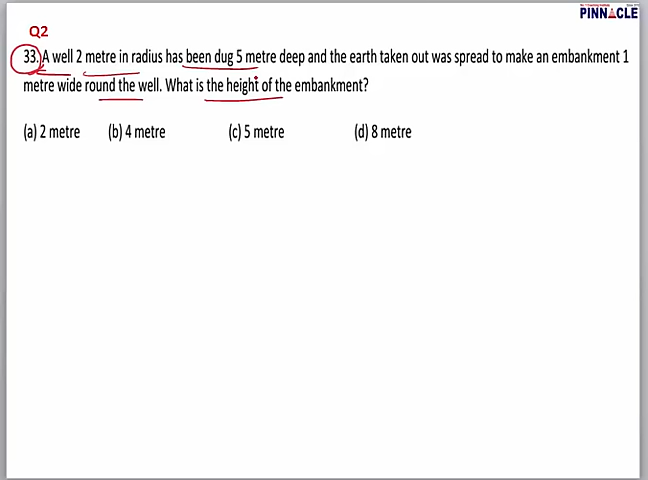 PINNACLE
Q2
33. A well 2 metre in radius has been dug 5 metre deep and the earth taken out was spread to make an embankment 1
metre wide round the well. What is the height of the embankment?
(a) 2 metre (b) 4 metre (c) 5 metre (d) 8 metre